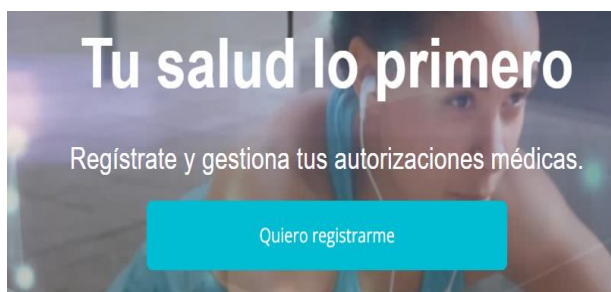 Tu salud lo primero
Regístrate y gestiona tus autorizaciones médicas.
Quiero registrarme